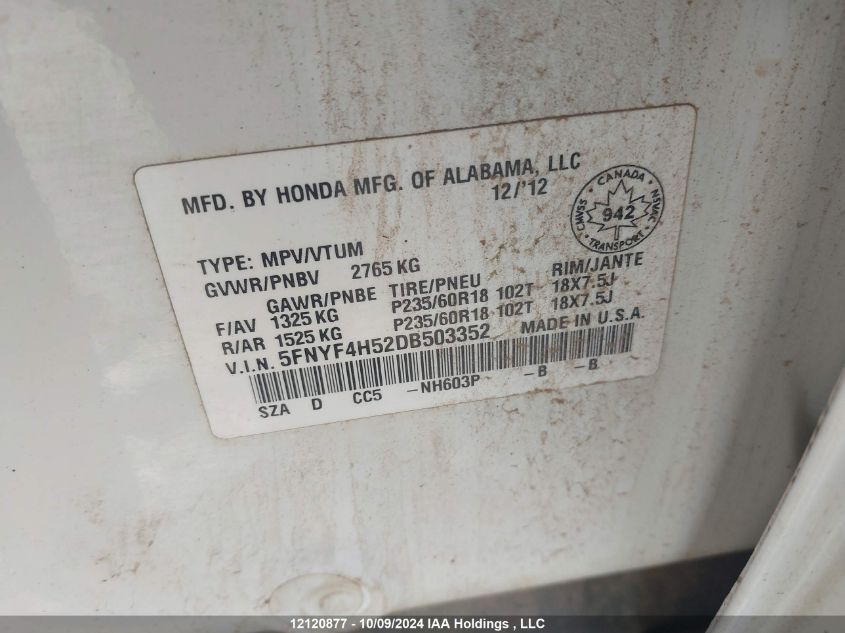 MFD. BY HONDA MFG. OF ALABAMA, LLC
12/'12
CANADA
CMVSS
942
NSVAC
TRANSPORT
TYPE: MPV/VTUM
GVWR/PNBV 2765 KG
GAWR/PNBE TIRE/PNEU RIM/JANTE
F/AV 1325 KG P235/60R18 102T 18X7.5J
R/AR 1525 KG P235/60R18 102T 18X7.5J
V.I.N. 5FNYF4H52DB503352 MADE IN U.S.A.
SZA D CC5 -NH603P -B -B
12120877 - 10/09/2024 IAA Holdings , LLC